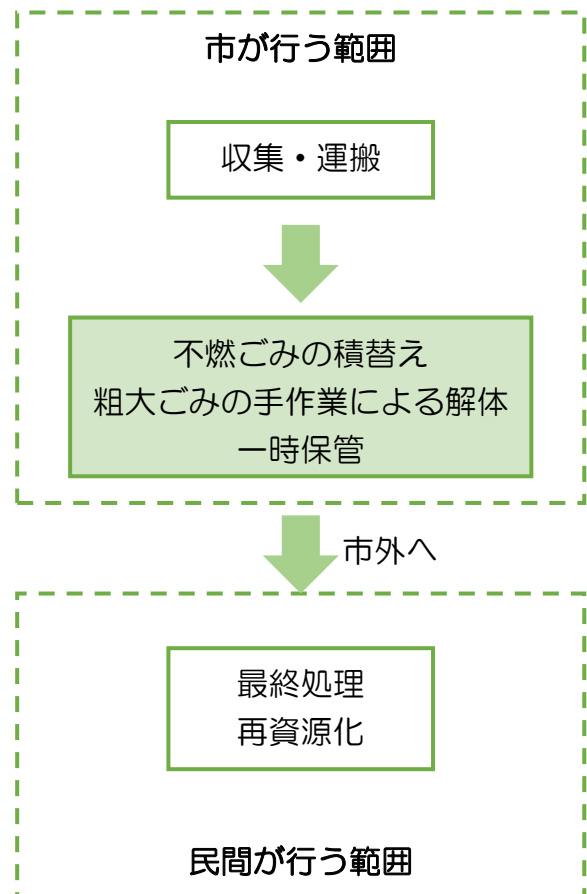 市が行う範囲
収集・運搬
不燃ごみの積替え
粗大ごみの手作業による解体
一時保管
市外へ
最終処理
再資源化
民間が行う範囲